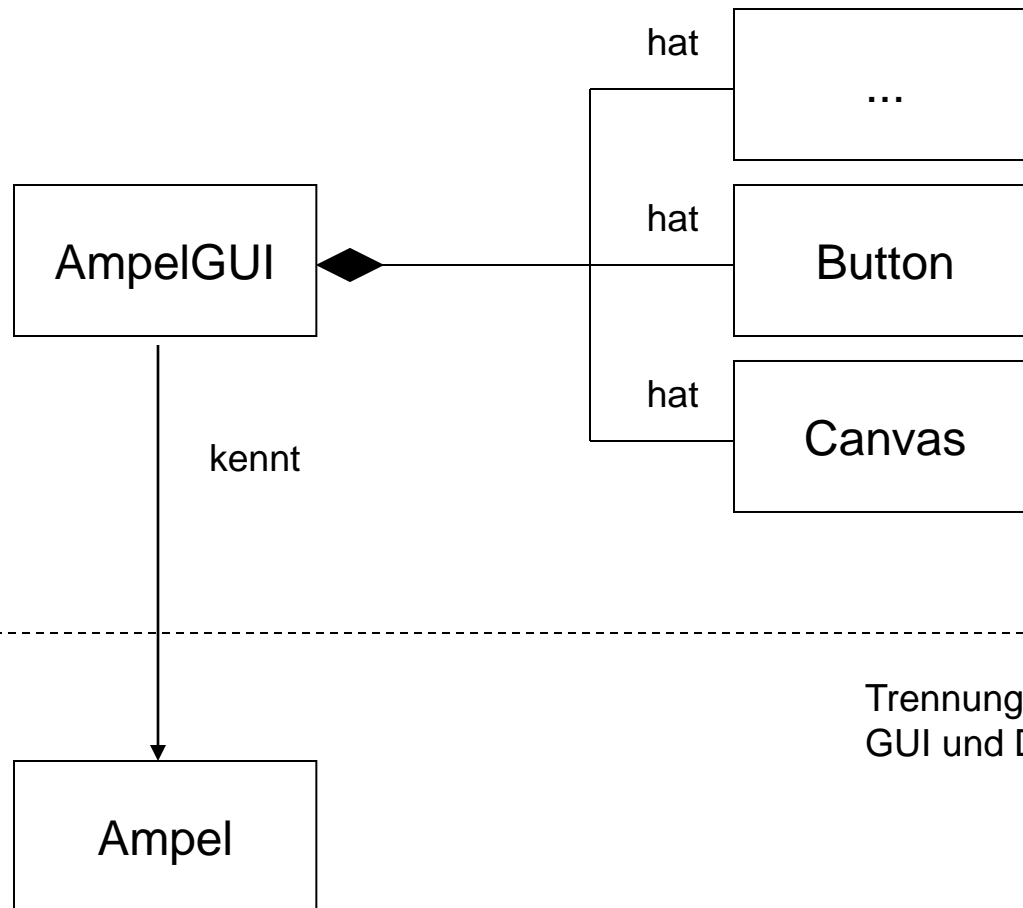 hat
...
hat
AmpelGUI
Button
hat
Canvas
kennt
Trennung
GUI und
Ampel